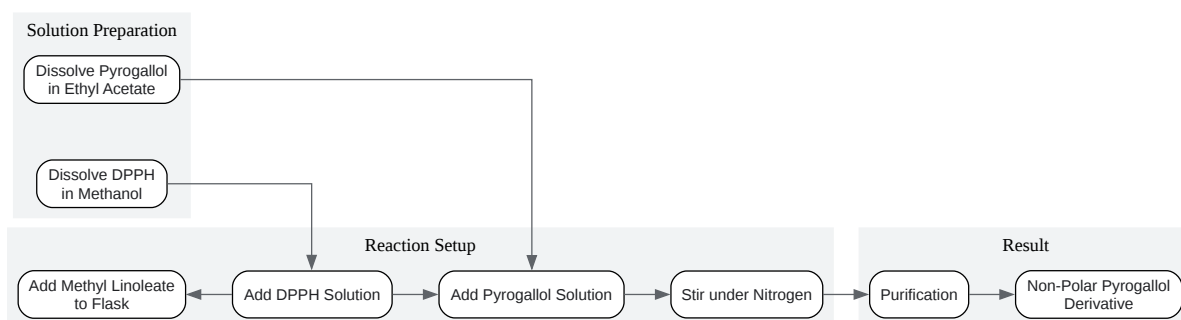 Solution Preparation
Dissolve Pyrogallol
in Ethyl Acetate
Dissolve DPPH
in Methanol
Reaction Setup
Add Methyl Linoleate
to Flask
Add DPPH Solution
Add Pyrogallol Solution
Stir under Nitrogen
Result
Purification
Non-Polar Pyrogallol
Derivative